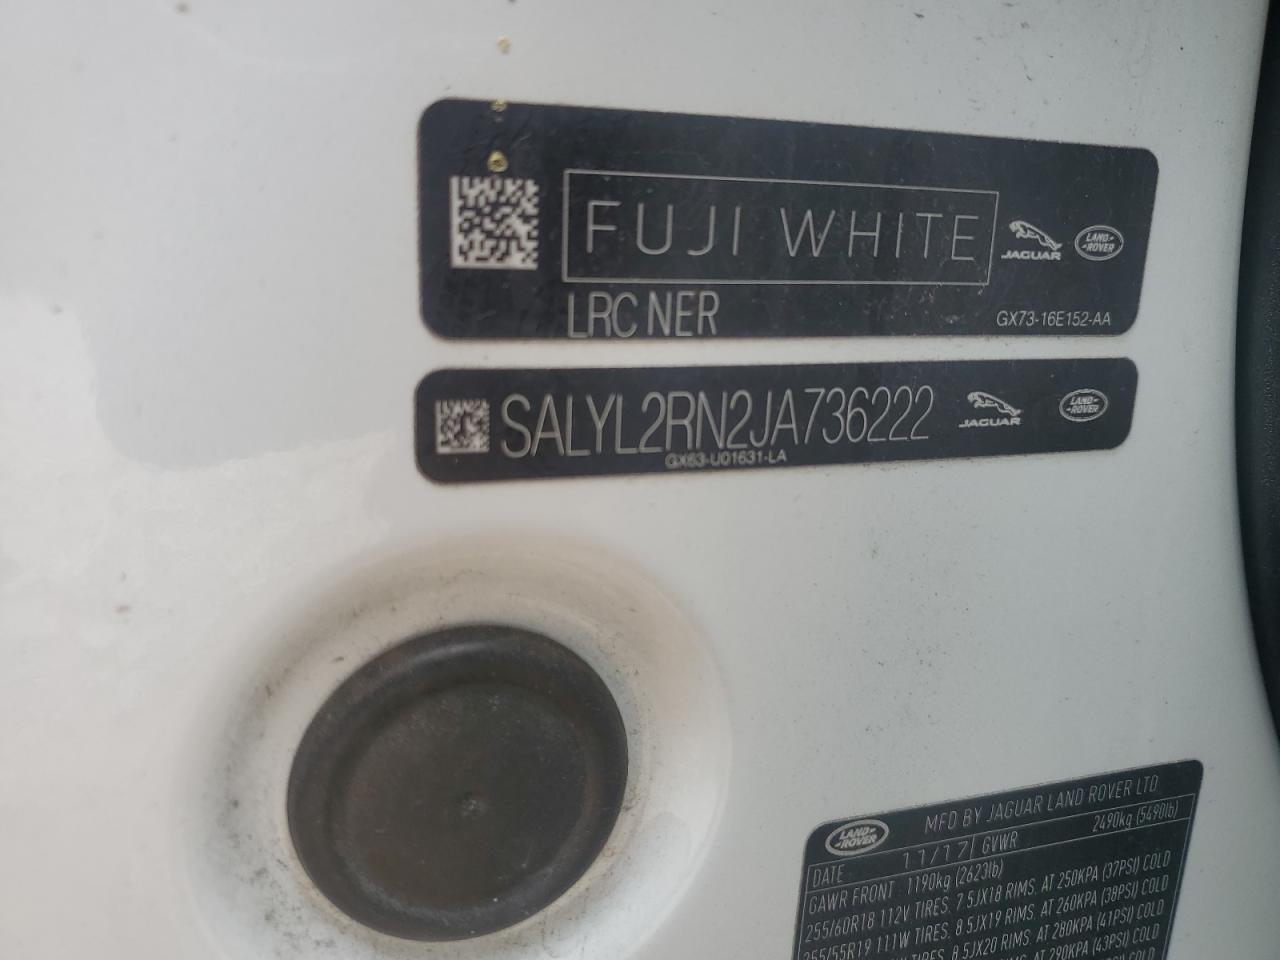 FUJI WHITE
JAGUAR
LAND-
-ROVER
LRC NER
GX73-16E152-AA
SALYL2RN2JA736222
JAGUAR
LAND-
-ROVER
GX63-U01631-LA
LAND-
-ROVER
MFD BY JAGUAR LAND ROVER LTD
DATE 11/17 GVWR 2490kg (5490lb)
GAWR FRONT 1190kg (2623lb)
255/60R18 112V TIRES. 7.5JX18 RIMS. AT 250KPA (37PSI) COLD
255/55R19 111W TIRES. 8.5JX19 RIMS. AT 260KPA (38PSI) COLD
TIRES. 8.5JX20 RIMS. AT 280KPA (41PSI) COLD
RIMS. AT 290KPA (43PSI) COLD